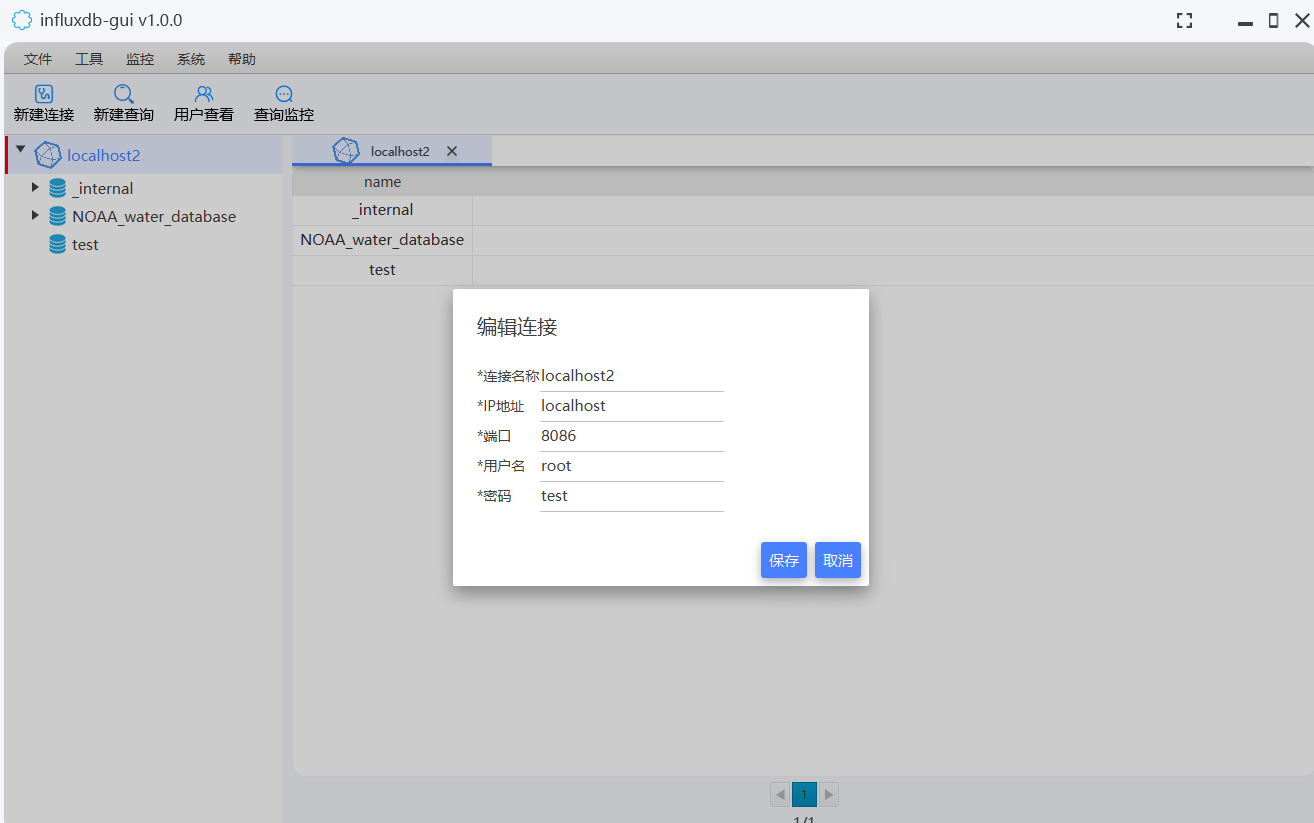 influxdb-gui v1.0.0
文件 工具 监控 系统 帮助
新建连接 新建查询 用户查看 查询监控
localhost2
_internal
NOAA_water_database
test
localhost2
name
_internal
NOAA_water_database
test
编辑连接
*连接名称 localhost2
*IP地址 localhost
*端口 8086
*用户名 root
*密码 test
保存 取消
1
1/1